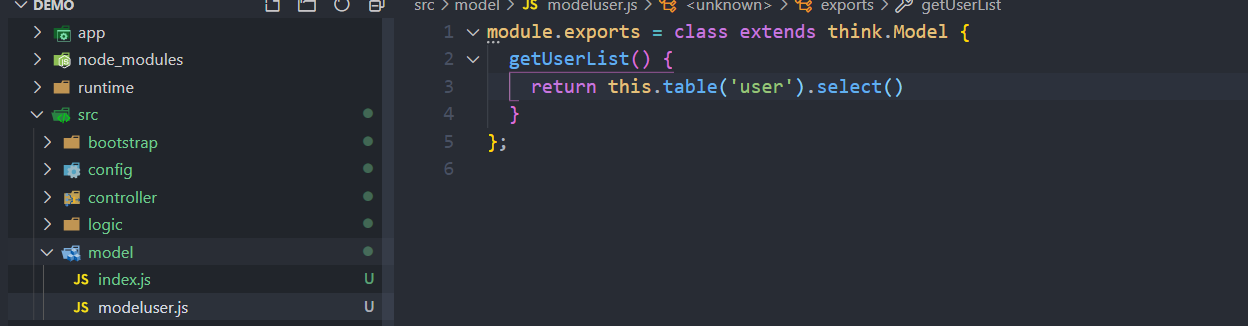 DEMO
app
node_modules
runtime
src
bootstrap
config
controller
logic
model
JS index.js U
JS modeluser.js U
src > model > JS modeluser.js > <unknown> > exports > getUserList
1 module.exports = class extends think.Model {
2 getUserList() {
3 return this.table('user').select()
4 }
5 };
6